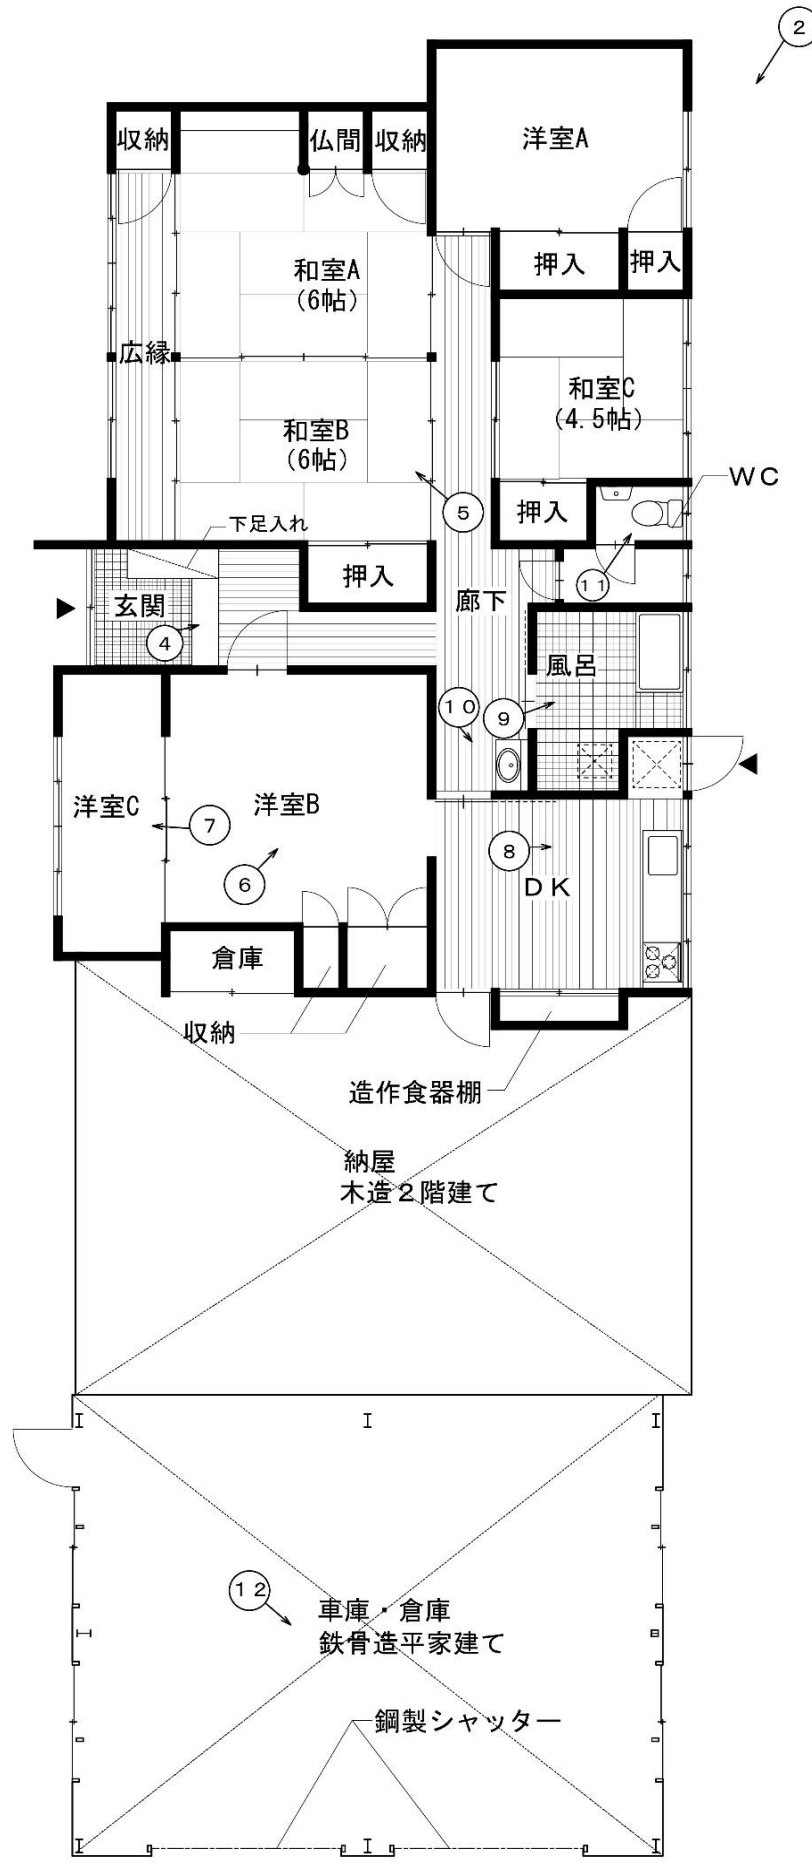 2
収納
仏間
収納
洋室A
押入
押入
和室A
(6帖)
広縁
和室B
(6帖)
和室C
(4.5帖)
WC
5
押入
下足入れ
玄関
4
押入
廊下
11
風呂
10
9
洋室C
7
洋室B
6
8
DK
倉庫
収納
造作食器棚
納屋
木造2階建て
12
車庫・倉庫
鉄骨造平家建て
鋼製シャッター